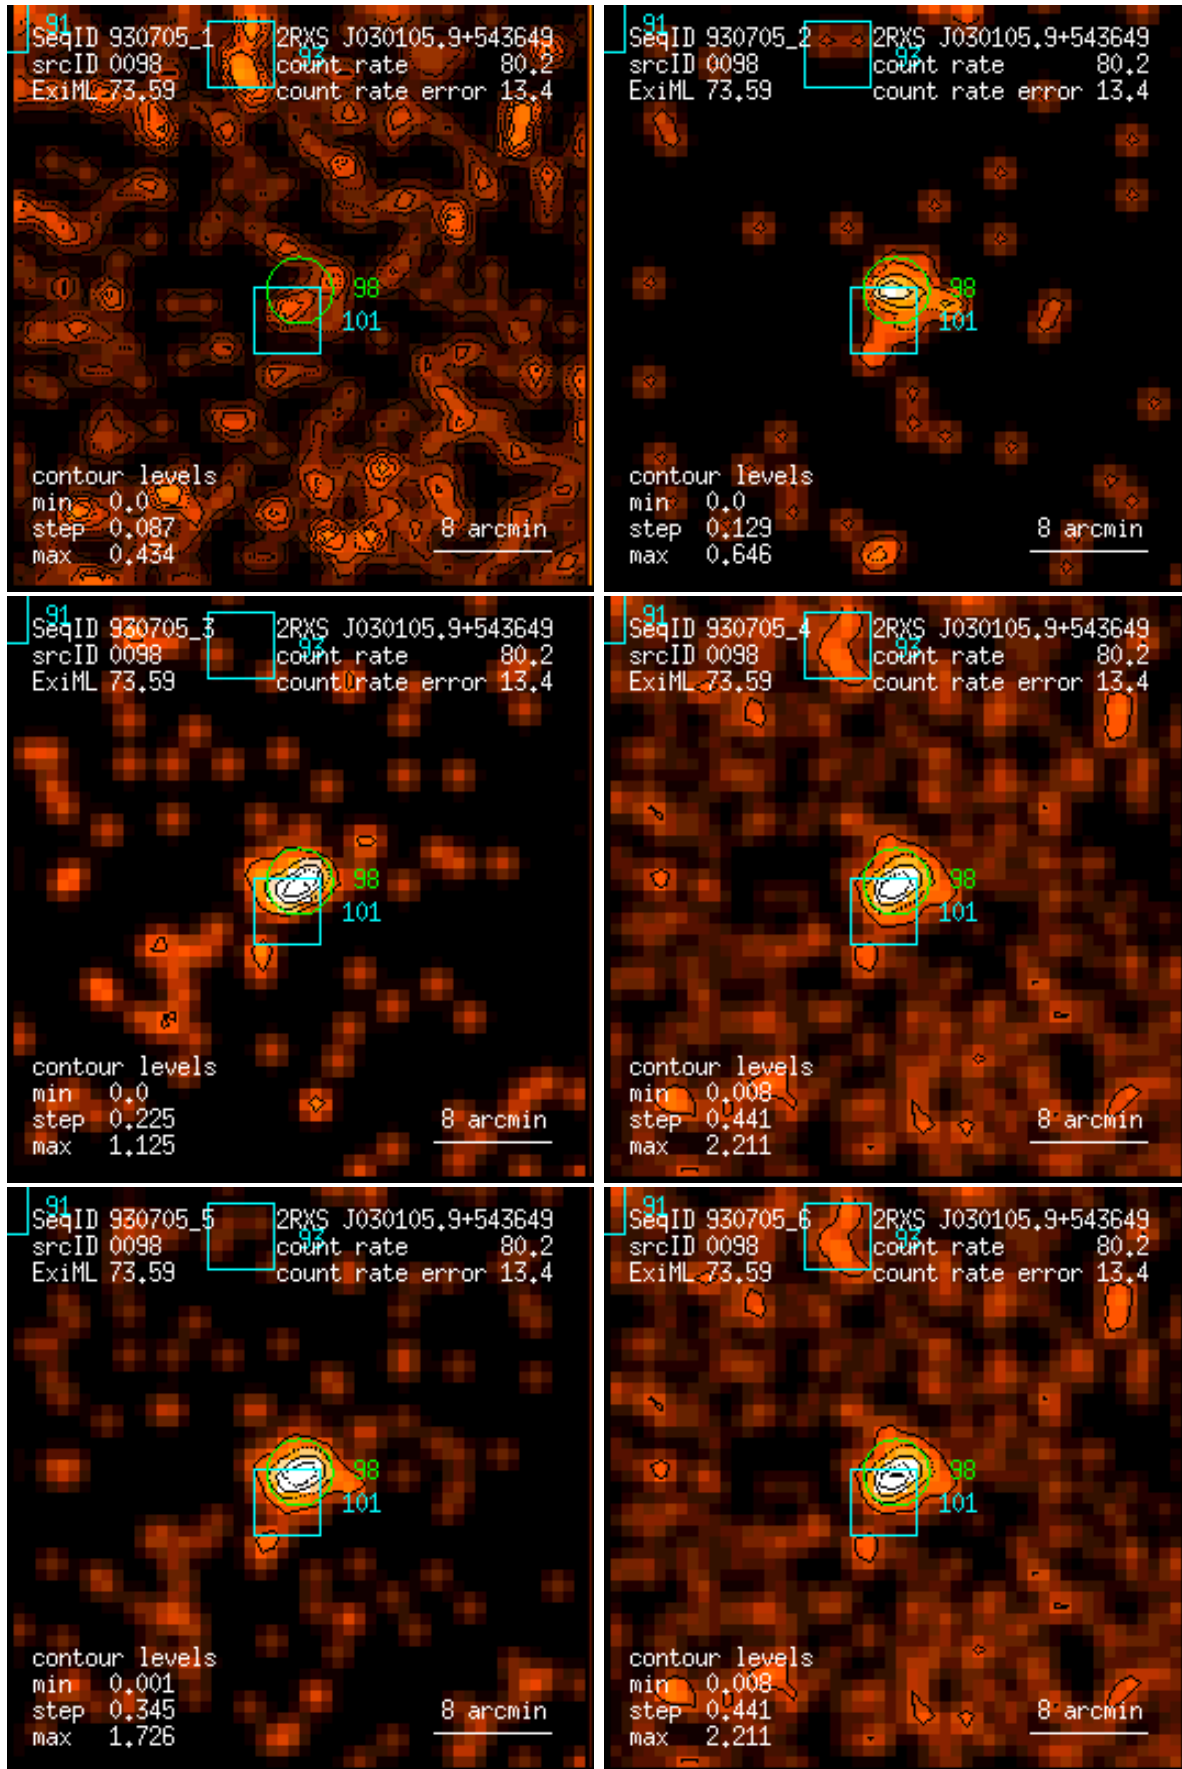 91
SeqID 930705_1 2RXS J030105.9+543649
93
srcID 0098 count rate 80.2
ExiML 73.59 count rate error 13.4
98
101
contour levels
min 0.0
step 0.087
max 0.434
8 arcmin
91
SeqID 930705_2 2RXS J030105.9+543649
93
srcID 0098 count rate 80.2
ExiML 73.59 count rate error 13.4
98
101
contour levels
min 0.0
step 0.129
max 0.646
8 arcmin
91
SeqID 930705_3 2RXS J030105.9+543649
93
srcID 0098 count rate 80.2
ExiML 73.59 count rate error 13.4
98
101
contour levels
min 0.0
step 0.225
max 1.125
8 arcmin
91
SeqID 930705_4 2RXS J030105.9+543649
93
srcID 0098 count rate 80.2
ExiML 73.59 count rate error 13.4
98
101
contour levels
min 0.008
step 0.441
max 2.211
8 arcmin
91
SeqID 930705_5 2RXS J030105.9+543649
93
srcID 0098 count rate 80.2
ExiML 73.59 count rate error 13.4
98
101
contour levels
min 0.001
step 0.345
max 1.726
8 arcmin
91
SeqID 930705_6 2RXS J030105.9+543649
93
srcID 0098 count rate 80.2
ExiML 73.59 count rate error 13.4
98
101
contour levels
min 0.008
step 0.441
max 2.211
8 arcmin